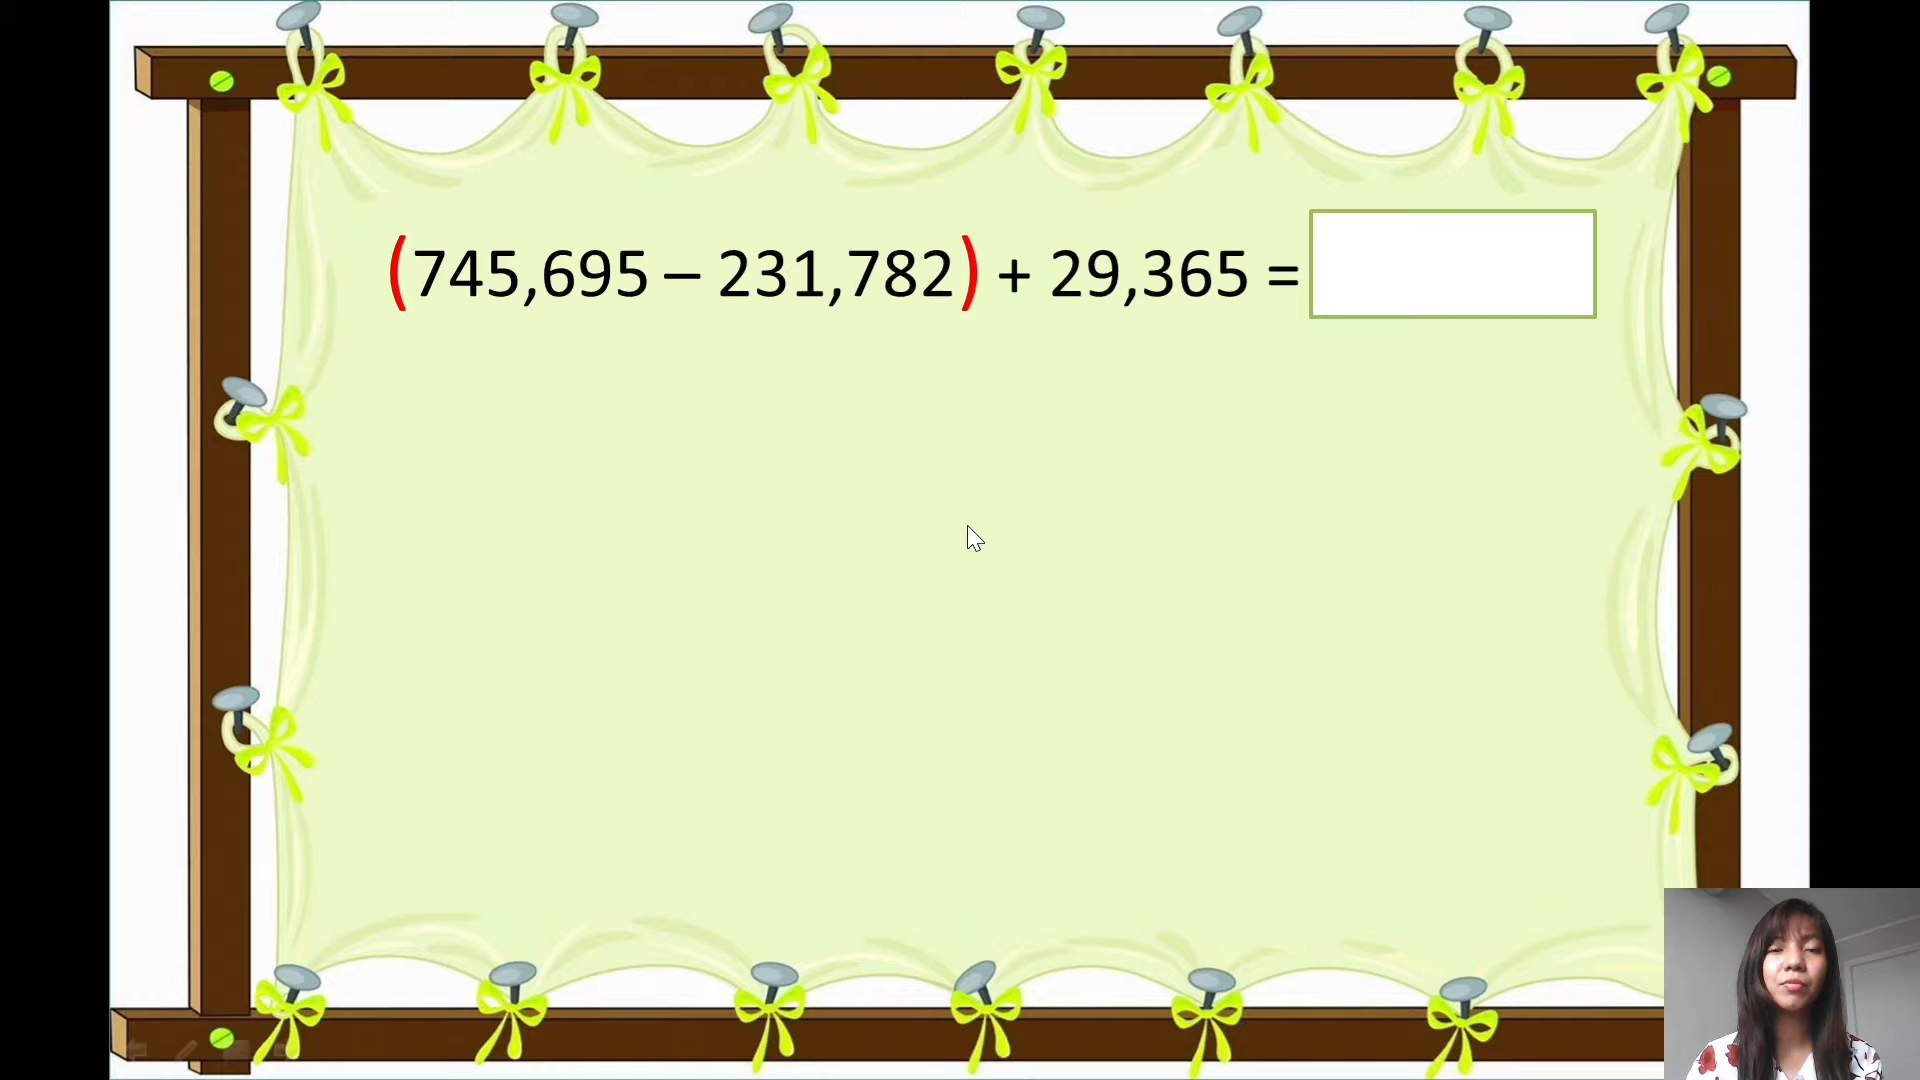 (745,695 – 231,782) + 29,365 =